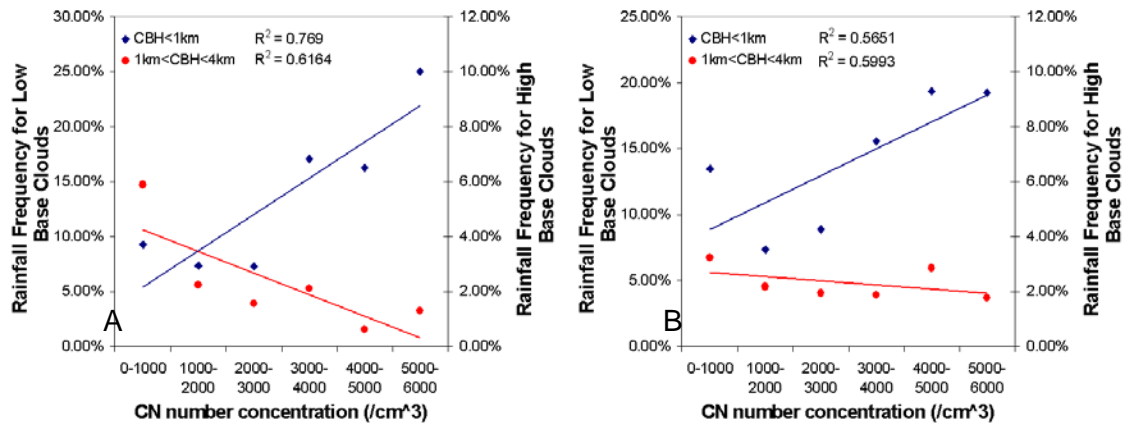 30.00%
25.00%
20.00%
15.00%
10.00%
5.00%
0.00%
Rainfall Frequency for Low
Base Clouds
CBH<1km R² = 0.769
1km<CBH<4km R² = 0.6164
12.00%
10.00%
8.00%
6.00%
4.00%
2.00%
0.00%
Rainfall Frequency for High
Base Clouds
A
0-1000 1000- 2000- 3000- 4000- 5000-
2000 3000 4000 5000 6000
CN number concentration (/cm^3)
25.00%
20.00%
15.00%
10.00%
5.00%
0.00%
Rainfall Frequency for Low
Base Clouds
CBH<1km R² = 0.5651
1km<CBH<4km R² = 0.5993
12.00%
10.00%
8.00%
6.00%
4.00%
2.00%
0.00%
Rainfall Frequency for High
Base Clouds
B
0-1000 1000- 2000- 3000- 4000- 5000-
2000 3000 4000 5000 6000
CN number concentration (/cm^3)